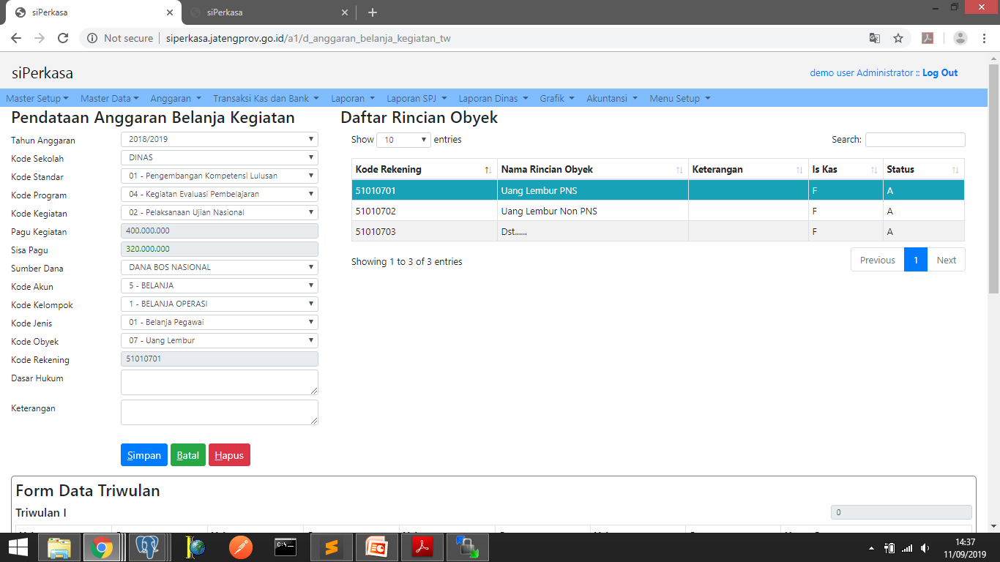 siPerkasa
siPerkasa
Not secure | siperkasa.jatengprov.go.id/a1/d_anggaran_belanja_kegiatan_tw
siPerkasa
demo user Administrator :: Log Out
Master Setup Master Data Anggaran Transaksi Kas dan Bank Laporan Laporan SPJ Laporan Dinas Grafik Akuntansi Menu Setup
Pendataan Anggaran Belanja Kegiatan
Tahun Anggaran 2018/2019
Kode Sekolah DINAS
Kode Standar 01 - Pengembangan Kompetensi Lulusan
Kode Program 04 - Kegiatan Evaluasi Pembelajaran
Kode Kegiatan 02 - Pelaksanaan Ujian Nasional
Pagu Kegiatan 400.000.000
Sisa Pagu 320.000.000
Sumber Dana DANA BOS NASIONAL
Kode Akun 5 - BELANJA
Kode Kelompok 1 - BELANJA OPERASI
Kode Jenis 01 - Belanja Pegawai
Kode Obyek 07 - Uang Lembur
Kode Rekening 51010701
Dasar Hukum
Keterangan
Simpan Batal Hapus
Daftar Rincian Obyek
Show 10 entries
Search:
Kode Rekening Nama Rincian Obyek Keterangan Is Kas Status
51010701 Uang Lembur PNS F A
51010702 Uang Lembur Non PNS F A
51010703 Dst...... F A
Showing 1 to 3 of 3 entries
Previous 1 Next
Form Data Triwulan
Triwulan I 0
14:37
11/09/2019